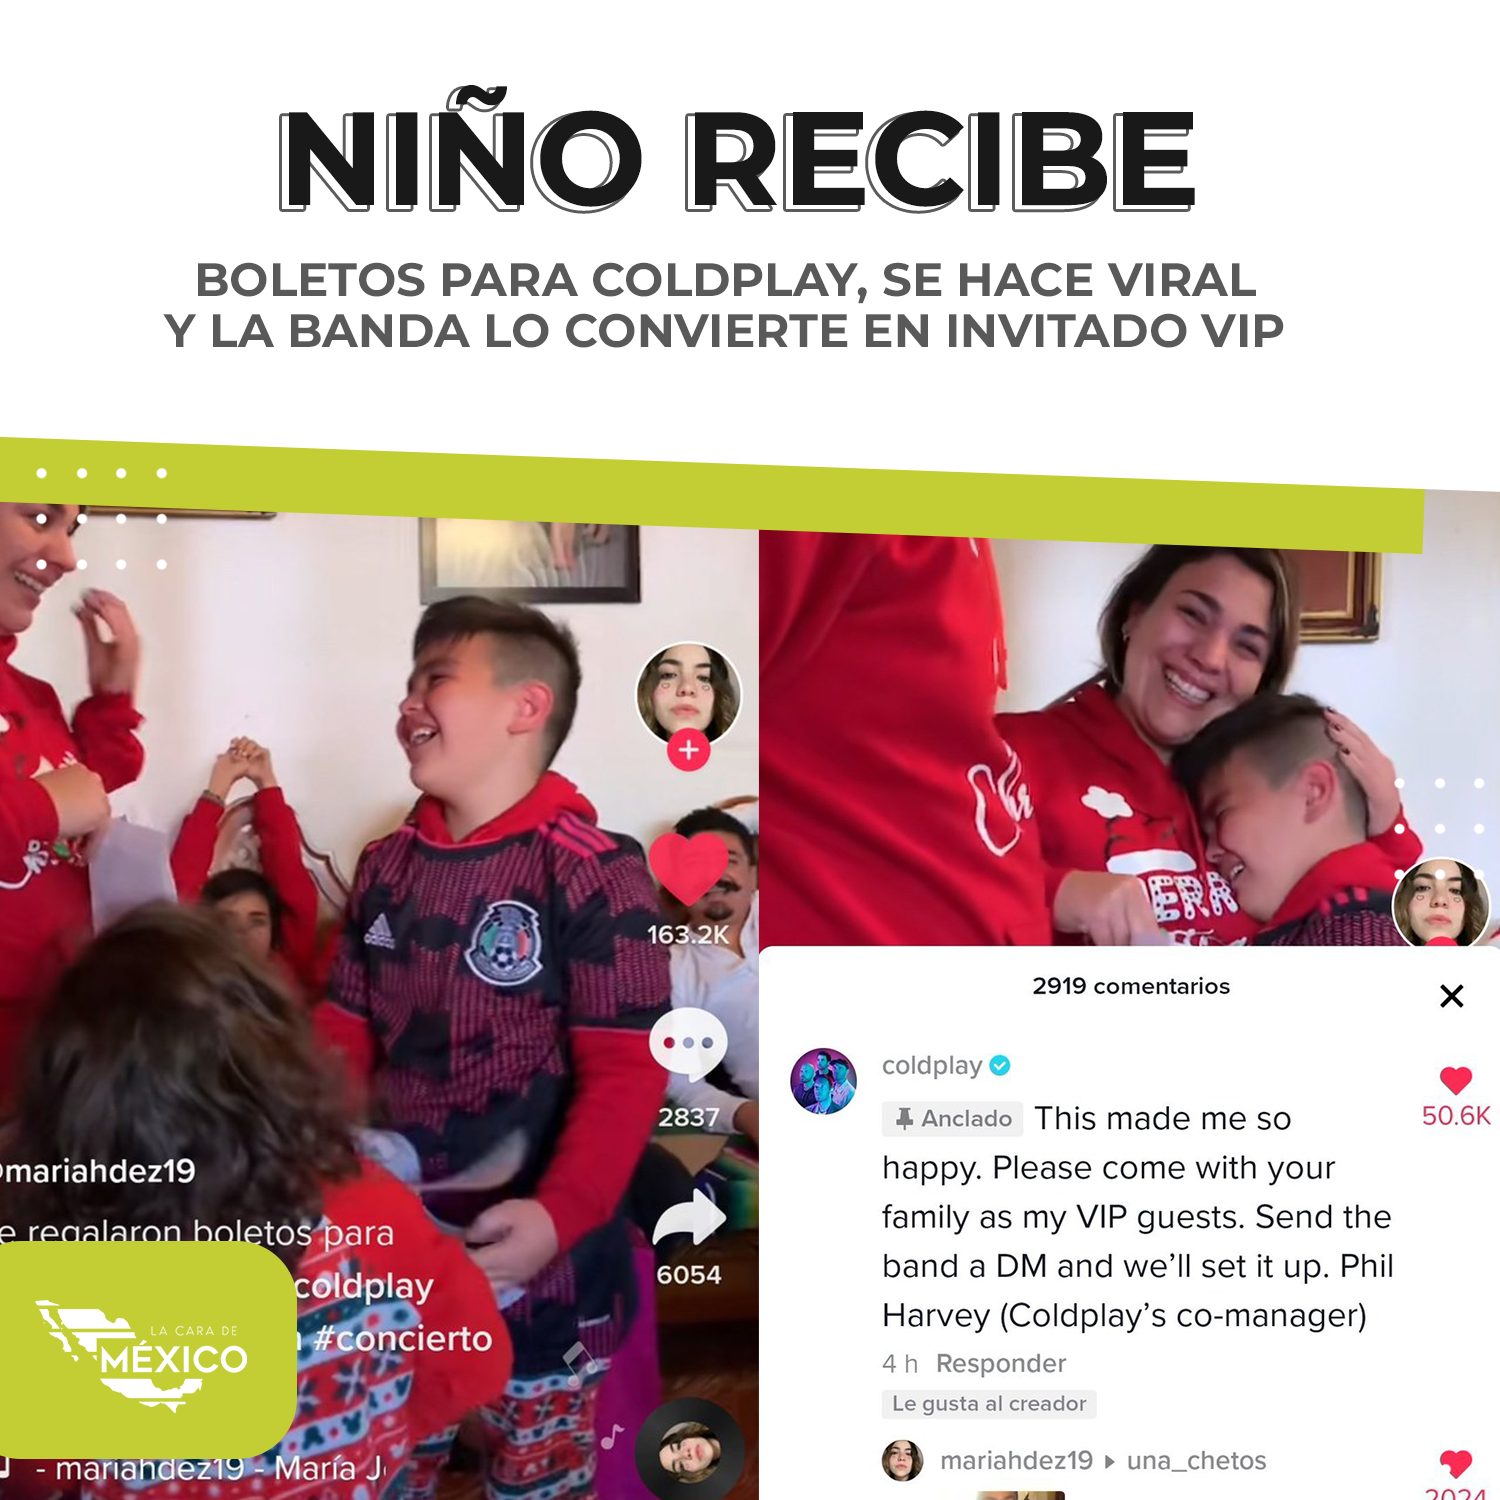 NIÑO RECIBE
BOLETOS PARA COLDPLAY, SE HACE VIRAL
Y LA BANDA LO CONVIERTE EN INVITADO VIP
adidas
163.2K
2837
6054
mariahdez19
e regalaron boletos para
coldplay
#concierto
LA CARA DE
MÉXICO
- mariahdez19 - María J
2919 comentarios
coldplay
Anclado This made me so
happy. Please come with your
family as my VIP guests. Send the
band a DM and we’ll set it up. Phil
Harvey (Coldplay’s co-manager)
50.6K
4 h Responder
Le gusta al creador
mariahdez19 ▸ una_chetos
2024